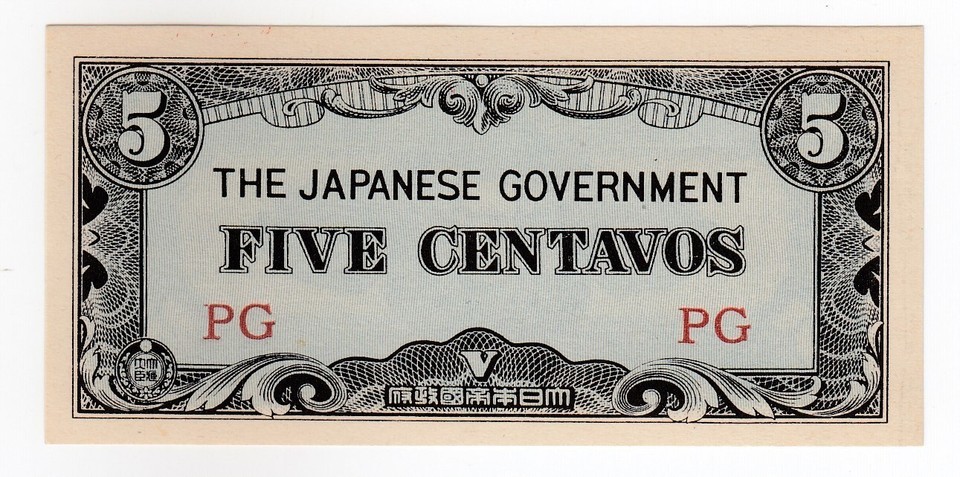 5 5
THE JAPANESE GOVERNMENT
FIVE CENTAVOS
PG PG
V
大日本帝國政府